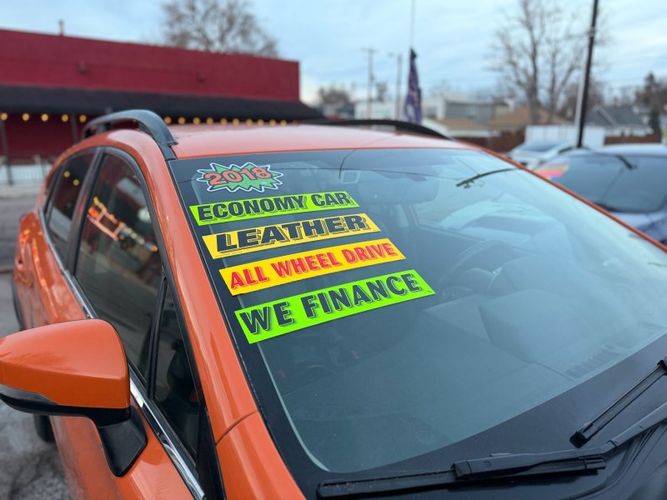 2018
ECONOMY CAR
LEATHER
ALL WHEEL DRIVE
WE FINANCE